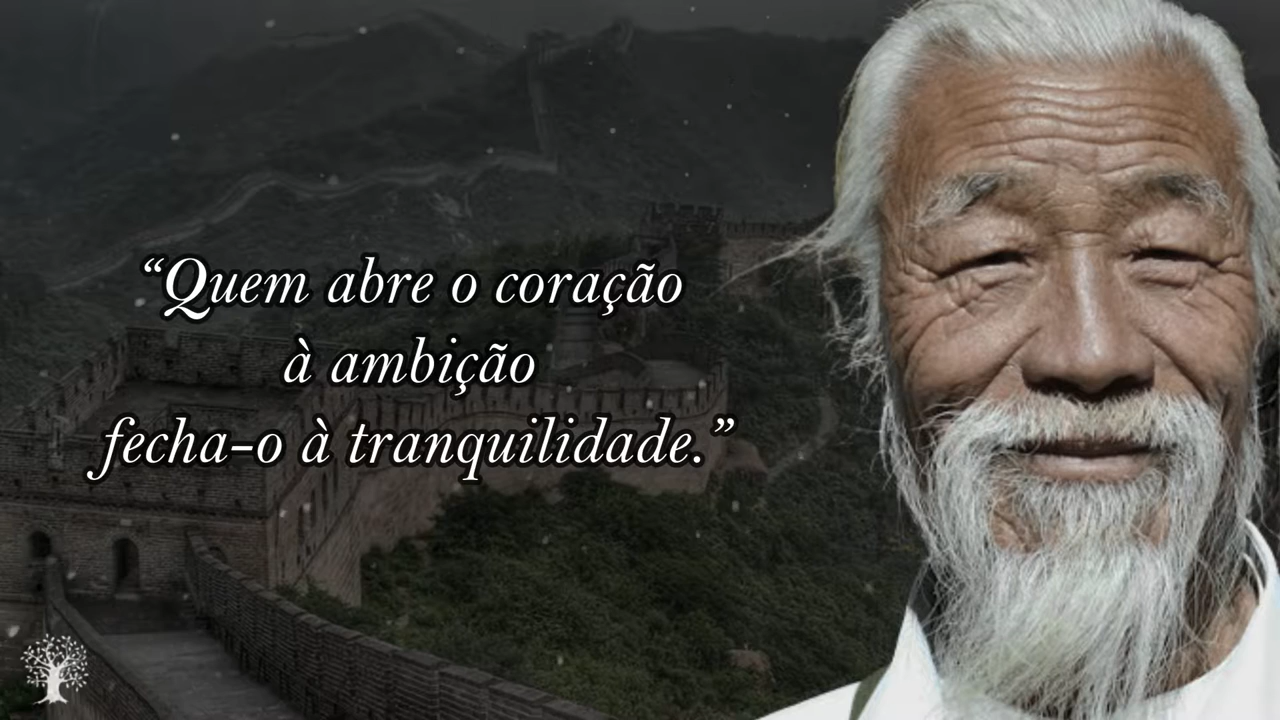 “Quem abre o coração
à ambição
fecha-o à tranquilidade.”